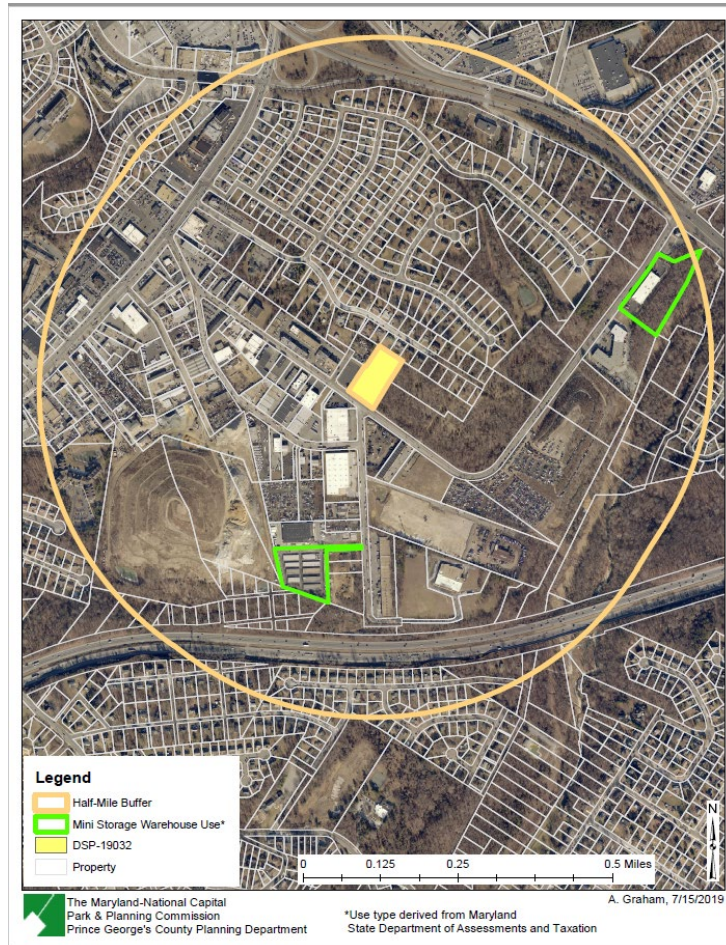 Legend
Half-Mile Buffer
Mini Storage Warehouse Use*
DSP-19032
Property
N
0 0.125 0.25 0.5 Miles
The Maryland-National Capital
Park & Planning Commission
Prince George's County Planning Department
*Use type derived from Maryland
State Department of Assessments and Taxation
A. Graham, 7/15/2019